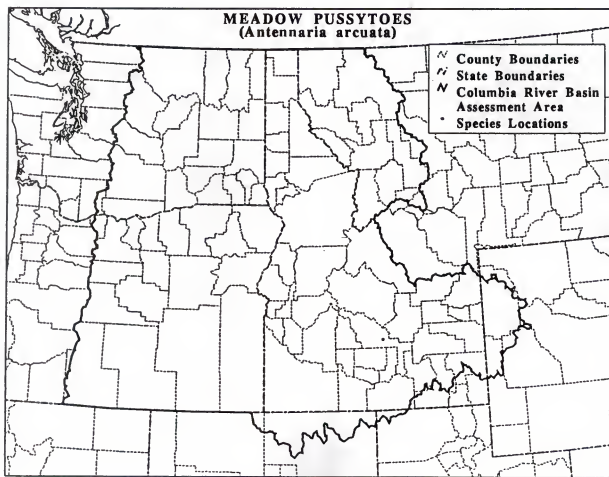 MEADOW PUSSYTOES
(Antennaria arcuata)
County Boundaries
State Boundaries
Columbia River Basin
Assessment Area
Species Locations